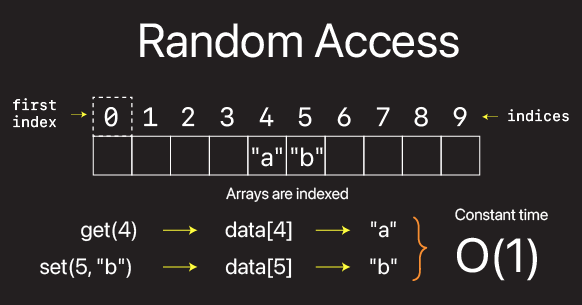 Random Access
first index → 0 1 2 3 4 5 6 7 8 9 ← indices
"a" "b"
Arrays are indexed
get(4) → data[4] → "a"
set(5, "b") → data[5] → "b"
Constant time
O(1)